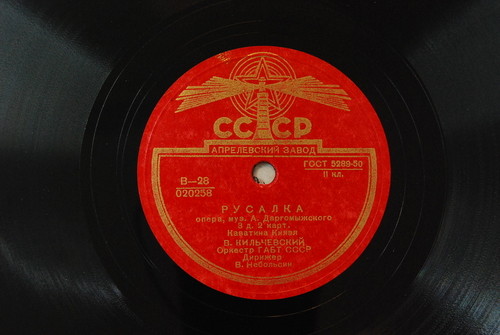 СССР
АПРЕЛЕВСКИЙ ЗАВОД
ГОСТ 5289-50
II кл.
В—28
020258
РУСАЛКА
опера, муз. А. Даргомыжского
3 д. 2 карт.
Каватина Князя
В. КИЛЬЧЕВСКИЙ
Оркестр ГАБТ СССР
Дирижер
В. Небольсин